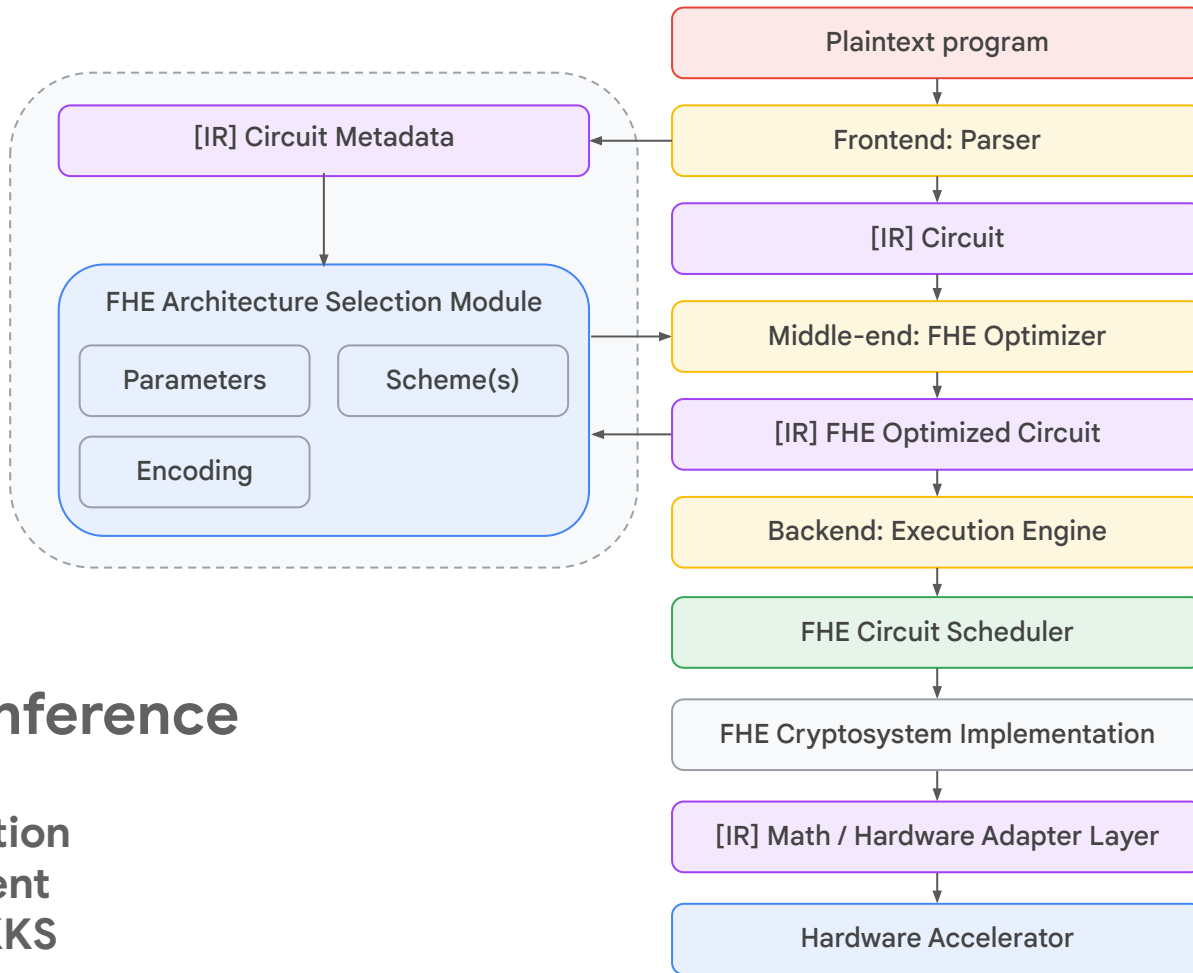 Plaintext program
[IR] Circuit Metadata
Frontend: Parser
[IR] Circuit
FHE Architecture Selection Module
Middle-end: FHE Optimizer
Parameters
Scheme(s)
[IR] FHE Optimized Circuit
Encoding
Backend: Execution Engine
FHE Circuit Scheduler
FHE Cryptosystem Implementation
[IR] Math / Hardware Adapter Layer
Hardware Accelerator
nference
tion
ent